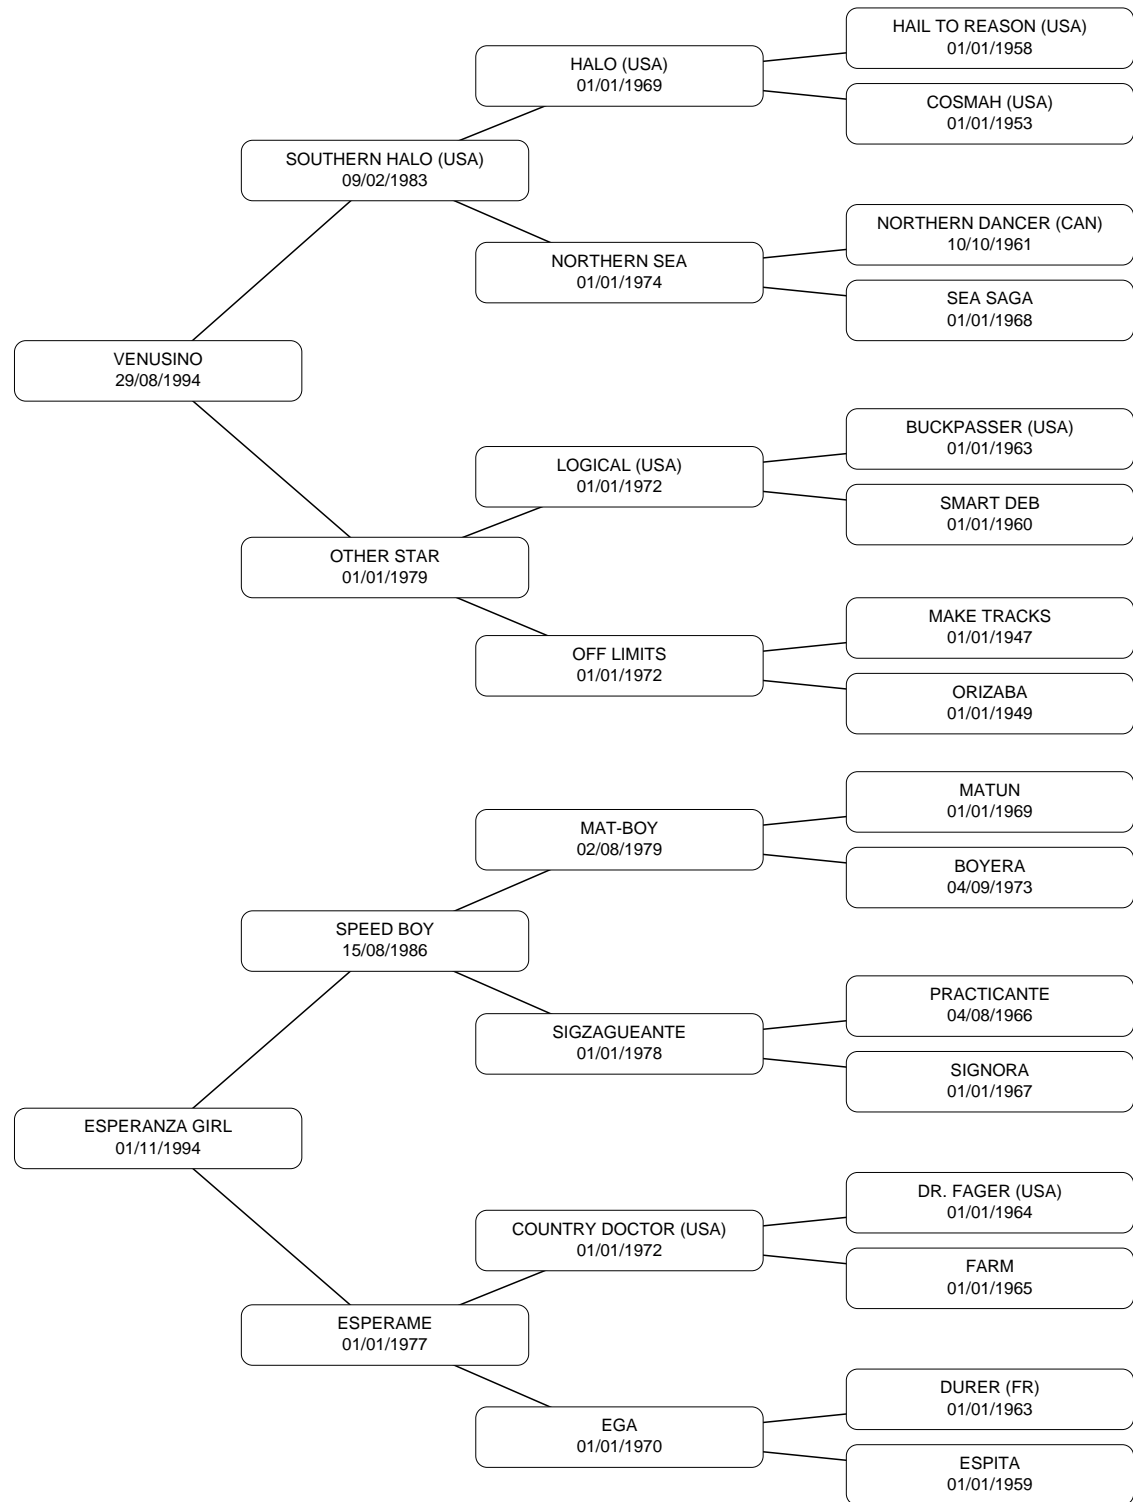 HAIL TO REASON (USA)
01/01/1958
HALO (USA)
01/01/1969
COSMAH (USA)
01/01/1953
SOUTHERN HALO (USA)
09/02/1983
NORTHERN DANCER (CAN)
10/10/1961
NORTHERN SEA
01/01/1974
SEA SAGA
01/01/1968
VENUSINO
29/08/1994
BUCKPASSER (USA)
01/01/1963
LOGICAL (USA)
01/01/1972
SMART DEB
01/01/1960
OTHER STAR
01/01/1979
MAKE TRACKS
01/01/1947
OFF LIMITS
01/01/1972
ORIZABA
01/01/1949
MATUN
01/01/1969
MAT-BOY
02/08/1979
BOYERA
04/09/1973
SPEED BOY
15/08/1986
PRACTICANTE
04/08/1966
SIGZAGUEANTE
01/01/1978
SIGNORA
01/01/1967
ESPERANZA GIRL
01/11/1994
DR. FAGER (USA)
01/01/1964
COUNTRY DOCTOR (USA)
01/01/1972
FARM
01/01/1965
ESPERAME
01/01/1977
DURER (FR)
01/01/1963
EGA
01/01/1970
ESPITA
01/01/1959